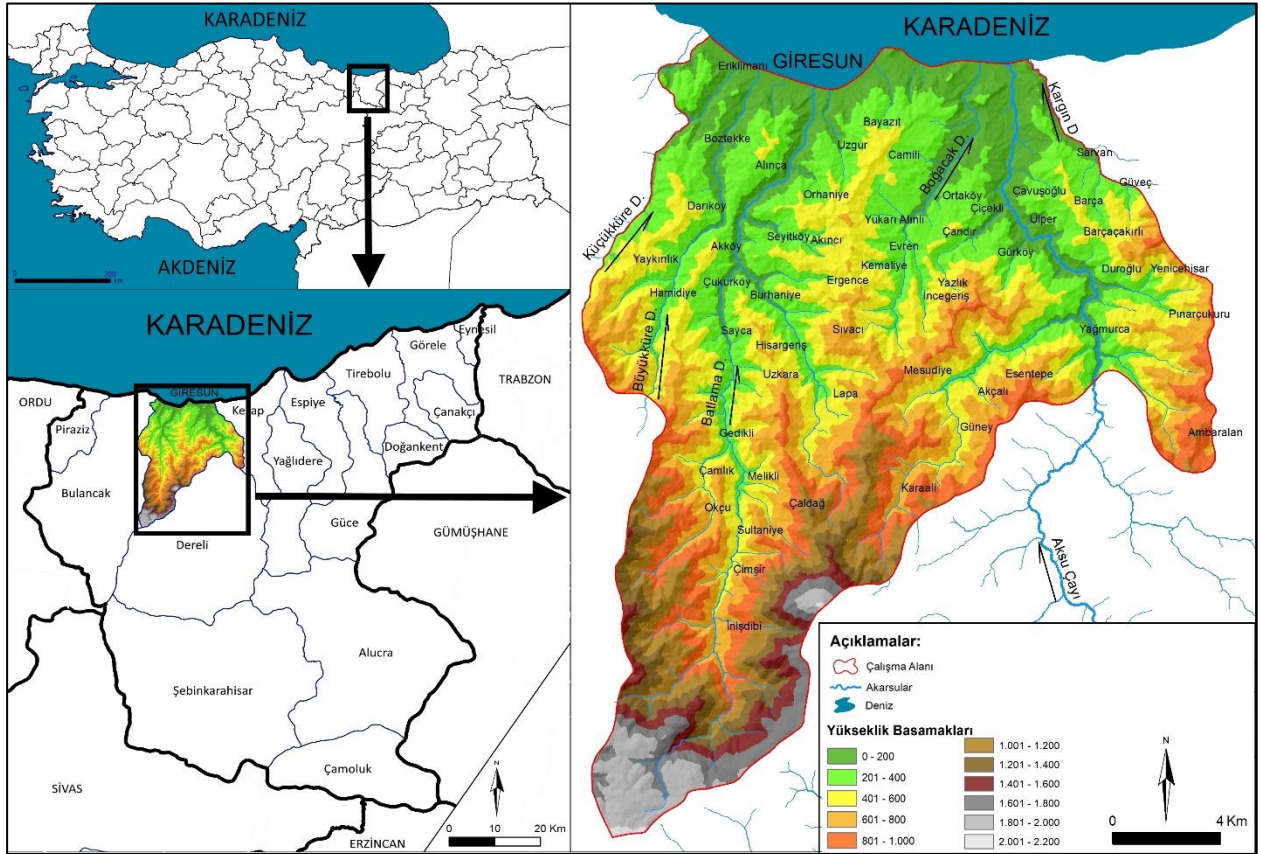 KARADENİZ
AKDENİZ
KARADENİZ
GİRESUN
ORDU
Piraziz
Bulancak
Dereli
Espiye
Yağlıdere
Tirebolu
Görele
Eynesil
Çanakçı
Doğankent
Güce
TRABZON
GÜMÜŞHANE
Şebinkarahisar
Alucra
Çamoluk
SİVAS
ERZİNCAN
N
0 10 20 Km
KARADENİZ
GİRESUN
Eriklimanı
Boztekke
Alınca
Uzgur
Bayazıt
Camili
Boğacak D.
Kargın D.
Sarvan
Güveç
Küçükküre D.
Darıköy
Orhaniye
Yukarı Alınlı
Ortaköy
Çiçekli
Çavuşoğlu
Barça
Ülper
Barçaçakırlı
Yaykınlık
Akköy
Seyitköy
Akıncı
Evren
Çandır
Gürköy
Duroğlu
Yenicehisar
Hamidiye
Çukurköy
Burhaniye
Ergence
Kemaliye
Yazlık
İncegeriş
Pınarçukuru
Büyükküre D.
Sayca
Hisargeriş
Sıvacı
Yağmurca
Batlama D.
Uzkara
Lapa
Mesudiye
Akçalı
Esentepe
Gedikli
Güney
Ambaralan
Çamlık
Melikli
Okçu
Çaldağ
Karaali
Sultaniye
Çimşir
İnişdibi
Aksu Çayı
Açıklamalar:
Çalışma Alanı
Akarsular
Deniz
Yükseklik Basamakları
0 - 200
201 - 400
401 - 600
601 - 800
801 - 1.000
1.001 - 1.200
1.201 - 1.400
1.401 - 1.600
1.601 - 1.800
1.801 - 2.000
2.001 - 2.200
N
0 4 Km